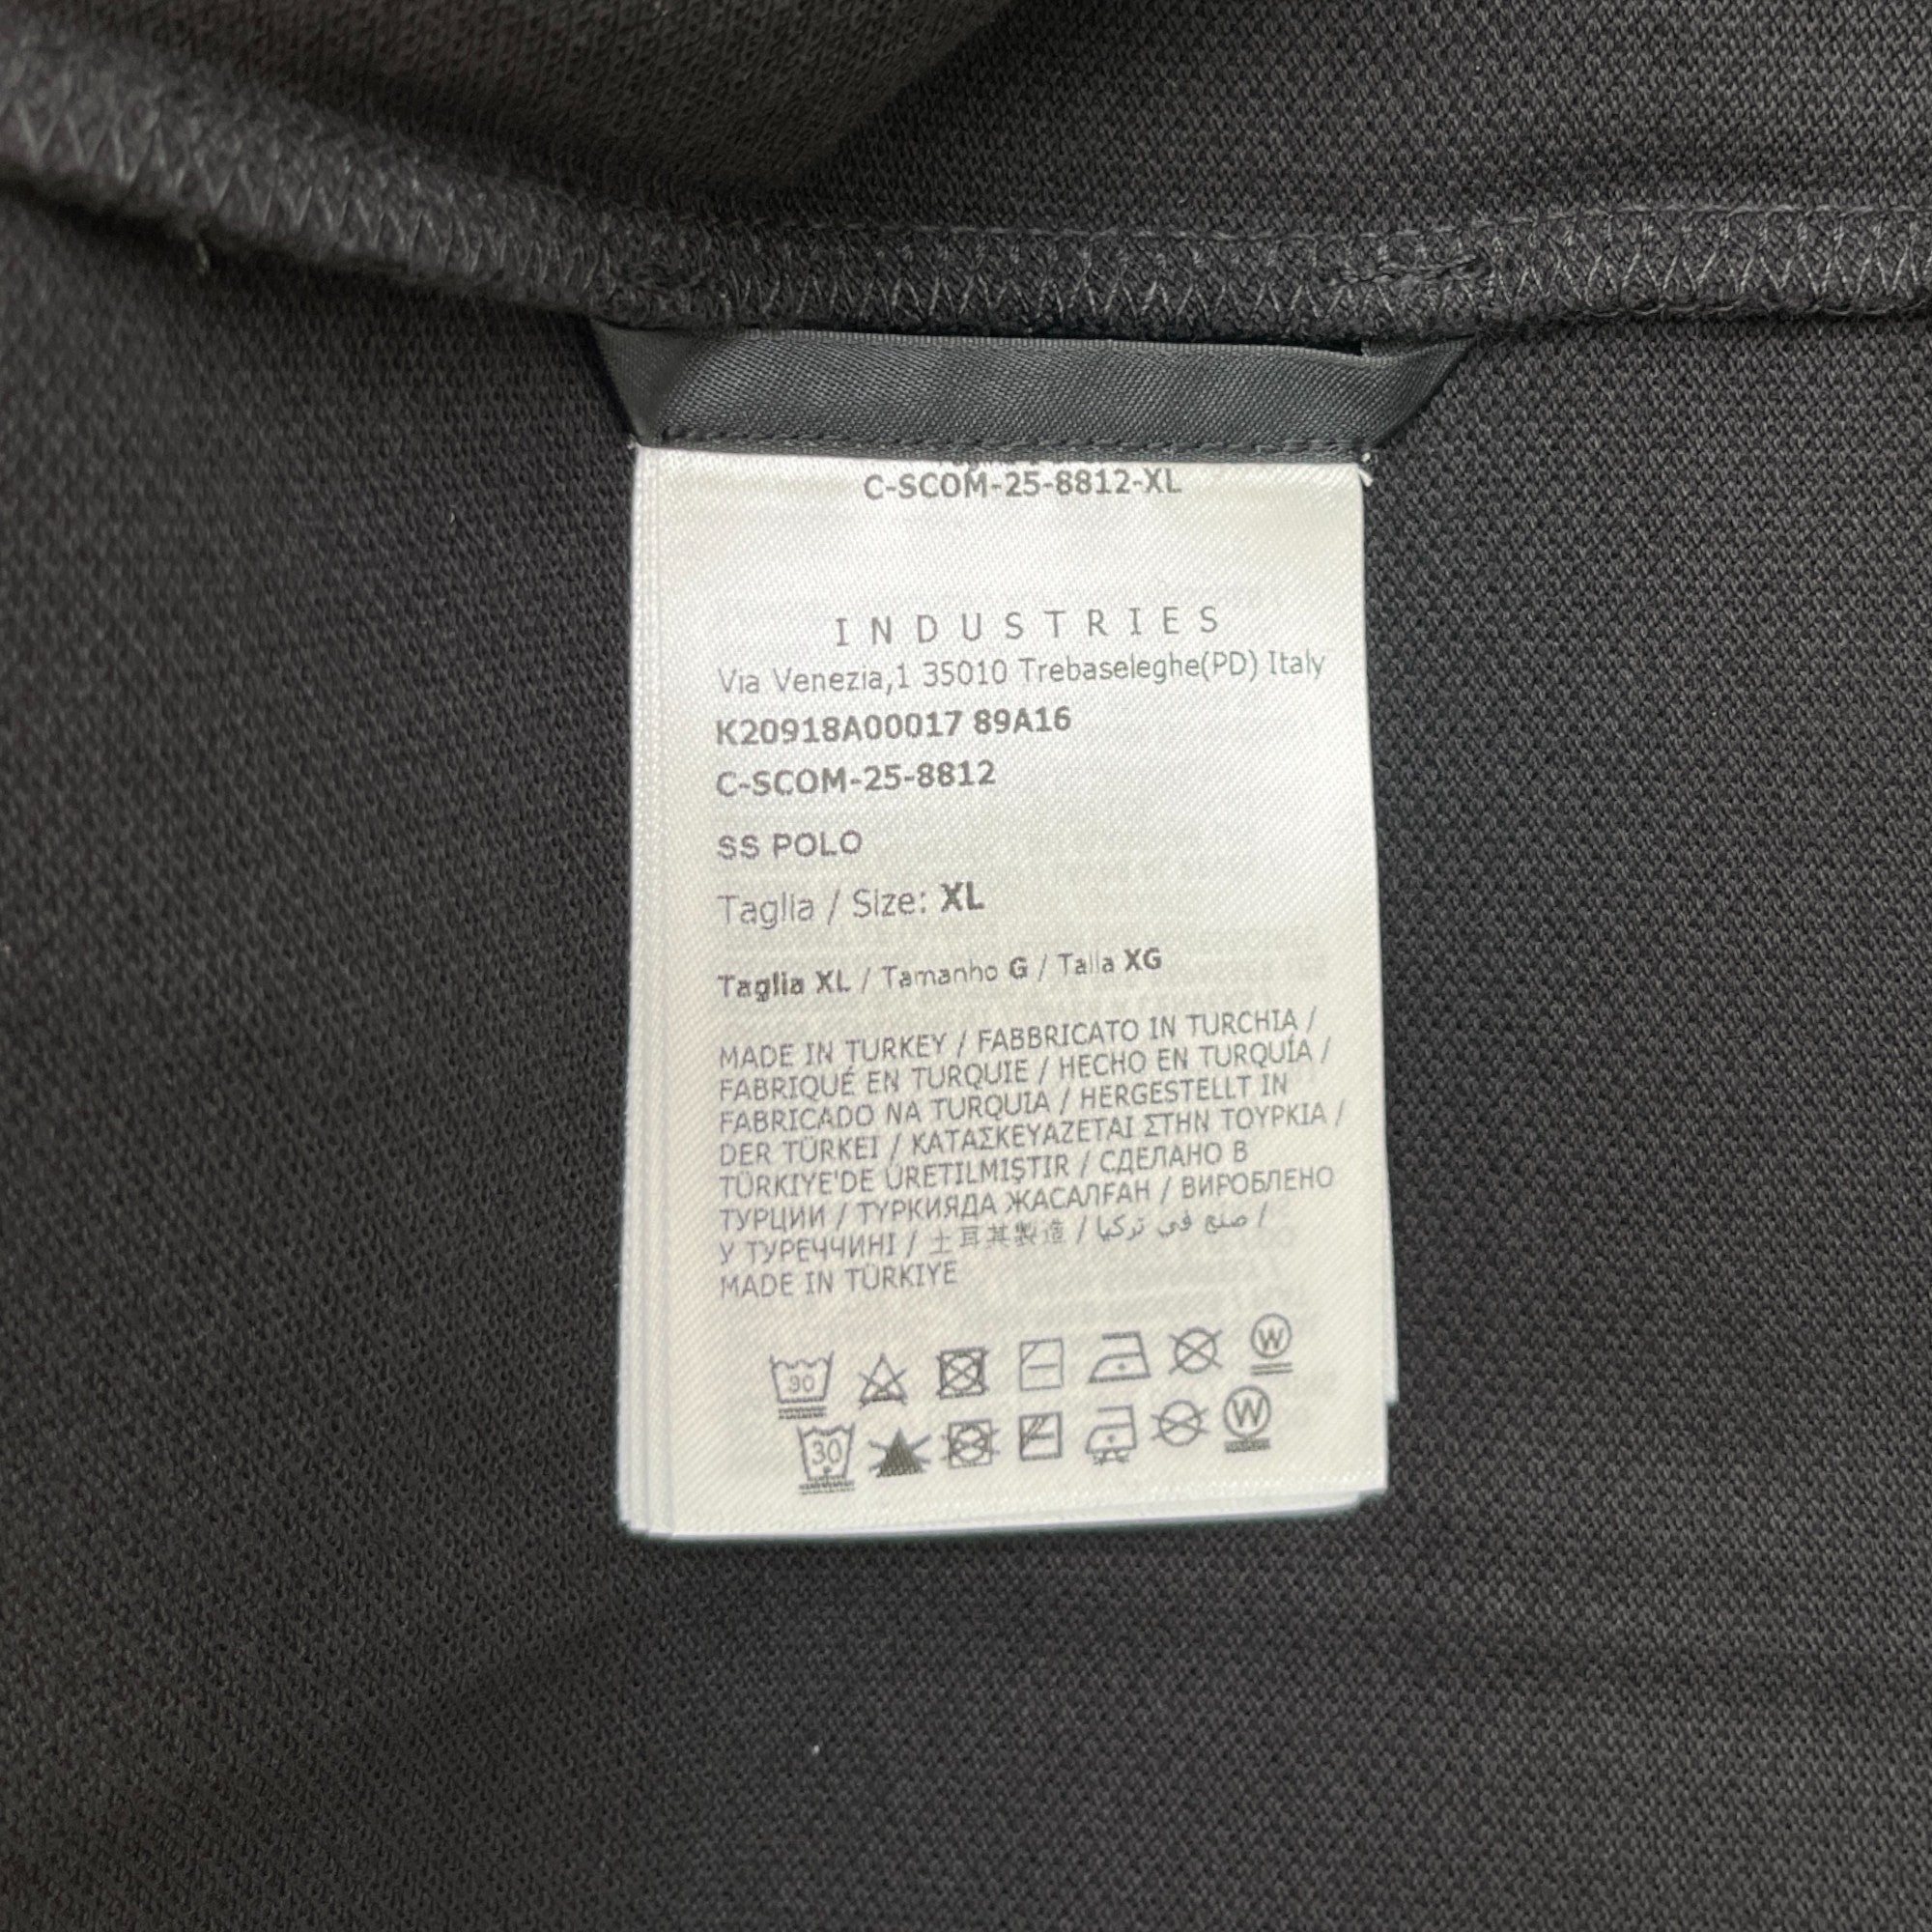 C-SCOM-25-8812-XL
INDUSTRIES
Via Venezia,1 35010 Trebaseleghe(PD) Italy
K20918A00017 89A16
C-SCOM-25-8812
SS POLO
Taglia / Size: XL
Taglia XL / Tamanho G / Talla XG
MADE IN TURKEY / FABBRICATO IN TURCHIA /
FABRIQUÉ EN TURQUIE / HECHO EN TURQUÍA /
FABRICADO NA TURQUIA / HERGESTELLT IN
DER TÜRKEI / ΚΑΤΑΣΚΕΥΑΖΕΤΑΙ ΣΤΗΝ ΤΟΥΡΚΙΑ /
TÜRKIYE'DE ÜRETILMIŞTIR / СДЕЛАНО В
ТУРЦИИ / ТҮРКИЯДА ЖАСАЛҒАН / ВИРОБЛЕНО
У ТУРЕЧЧИНІ / 土耳其製造 / صنع في تركيا /
MADE IN TÜRKIYE
30 W
30 W